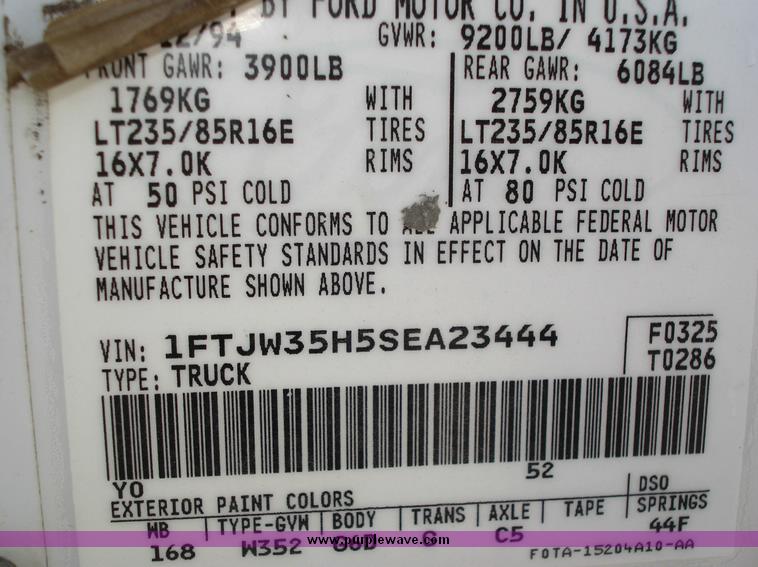 BY FORD MOTOR CO. IN U.S.A.
12/94 GVWR: 9200LB/ 4173KG
FRONT GAWR: 3900LB REAR GAWR: 6084LB
1769KG WITH 2759KG WITH
LT235/85R16E TIRES LT235/85R16E TIRES
16X7.0K RIMS 16X7.0K RIMS
AT 50 PSI COLD AT 80 PSI COLD
THIS VEHICLE CONFORMS TO ALL APPLICABLE FEDERAL MOTOR
VEHICLE SAFETY STANDARDS IN EFFECT ON THE DATE OF
MANUFACTURE SHOWN ABOVE.
VIN: 1FTJW35H5SEA23444 F0325
TYPE: TRUCK T0286
YO 52
EXTERIOR PAINT COLORS DSO
WB TYPE-GVW BODY TRANS AXLE TAPE SPRINGS
168 W352 C5 44F
www.purplewave.com
F0TA-15204A10-AA